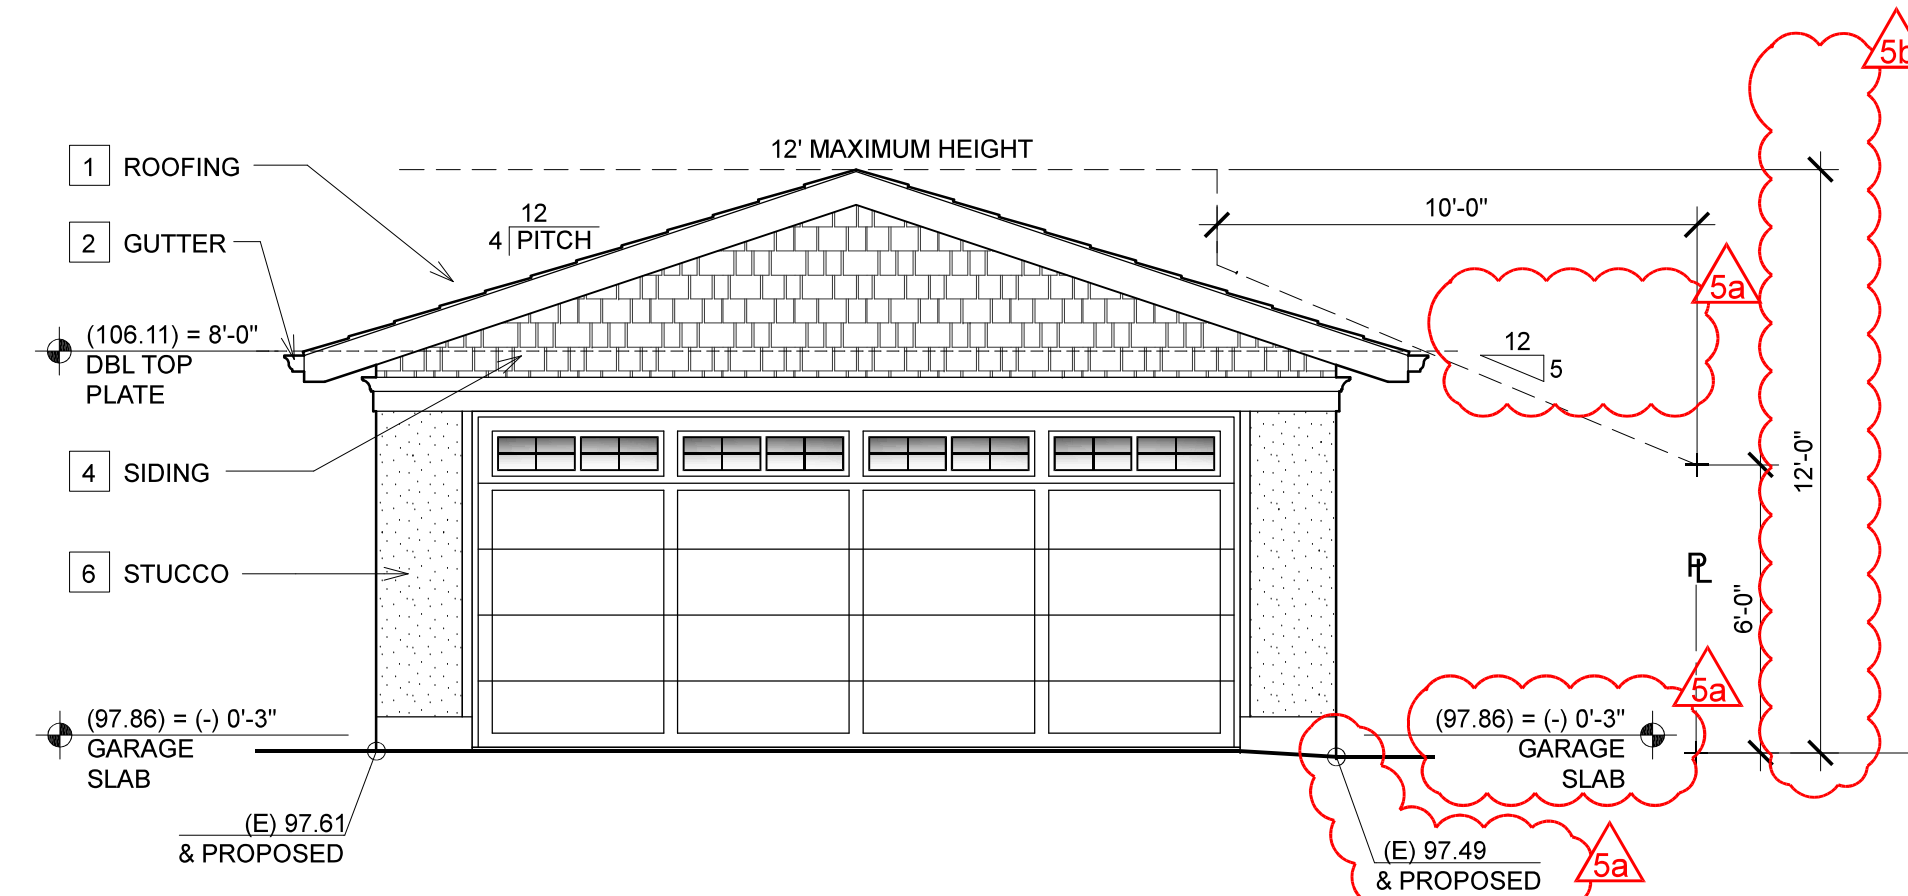 5b
12' MAXIMUM HEIGHT
1 ROOFING
12
4 PITCH
10'-0"
2 GUTTER
5a
(106.11) = 8'-0"
DBL TOP
PLATE
12
5
12'-0"
4 SIDING
6 STUCCO
PL
6'-0"
5a
(97.86) = (-) 0'-3"
GARAGE
SLAB
(97.86) = (-) 0'-3"
GARAGE
SLAB
(E) 97.61
& PROPOSED
(E) 97.49
& PROPOSED
5a